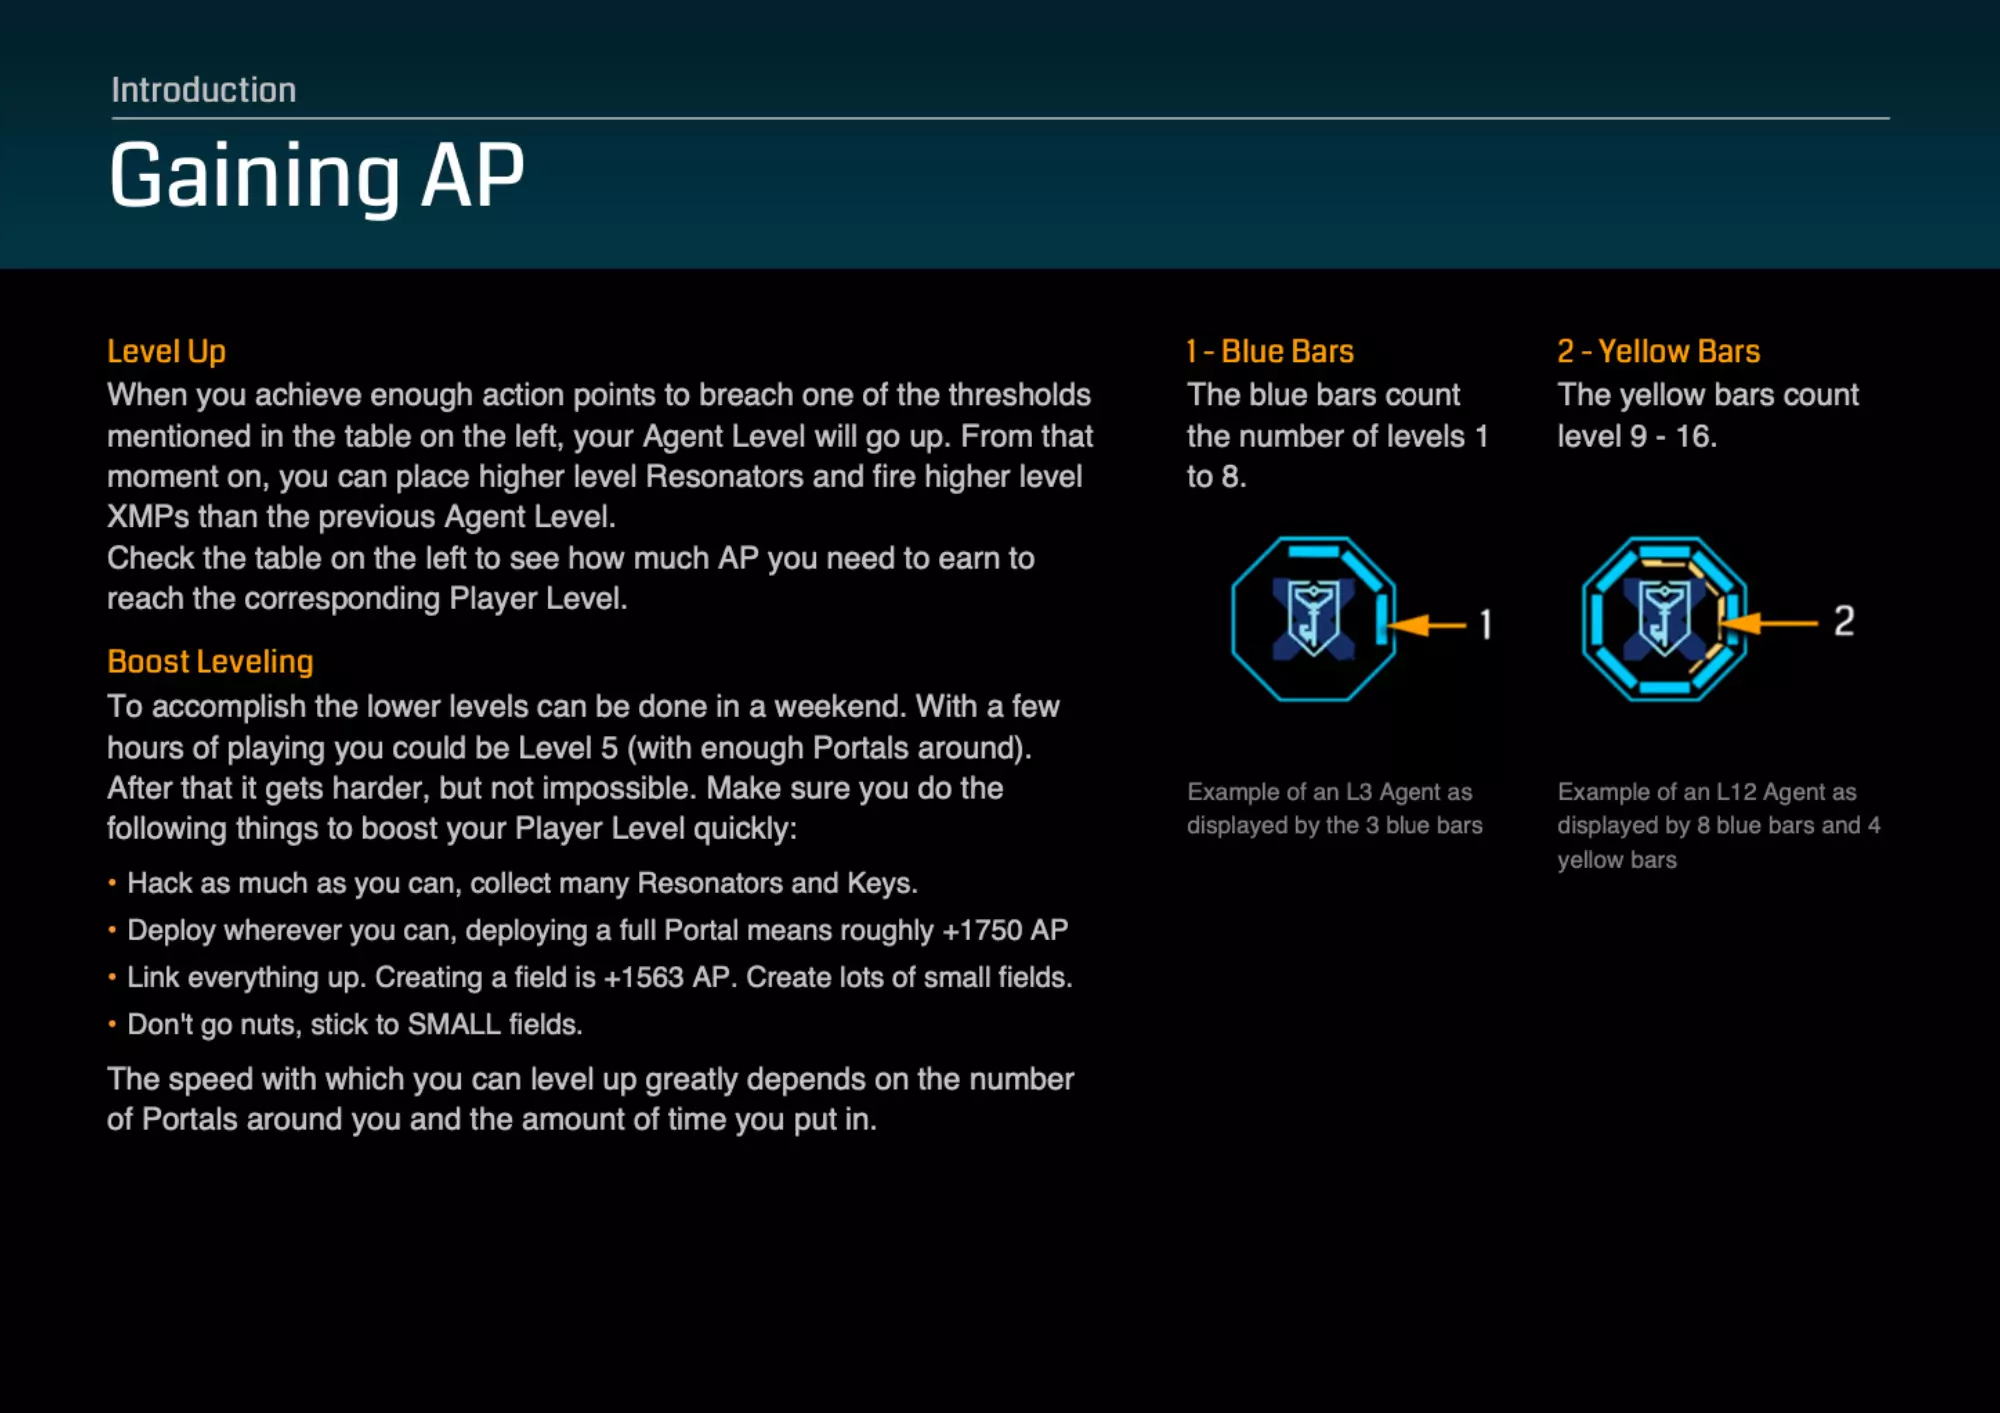 Introduction
Gaining AP
Level Up
When you achieve enough action points to breach one of the thresholds
mentioned in the table on the left, your Agent Level will go up. From that
moment on, you can place higher level Resonators and fire higher level
XMPs than the previous Agent Level.
Check the table on the left to see how much AP you need to earn to
reach the corresponding Player Level.
Boost Leveling
To accomplish the lower levels can be done in a weekend. With a few
hours of playing you could be Level 5 (with enough Portals around).
After that it gets harder, but not impossible. Make sure you do the
following things to boost your Player Level quickly:
• Hack as much as you can, collect many Resonators and Keys.
• Deploy wherever you can, deploying a full Portal means roughly +1750 AP
• Link everything up. Creating a field is +1563 AP. Create lots of small fields.
• Don't go nuts, stick to SMALL fields.
The speed with which you can level up greatly depends on the number
of Portals around you and the amount of time you put in.
1 - Blue Bars
The blue bars count
the number of levels 1
to 8.
1
Example of an L3 Agent as
displayed by the 3 blue bars
2 - Yellow Bars
The yellow bars count
level 9 - 16.
2
Example of an L12 Agent as
displayed by 8 blue bars and 4
yellow bars